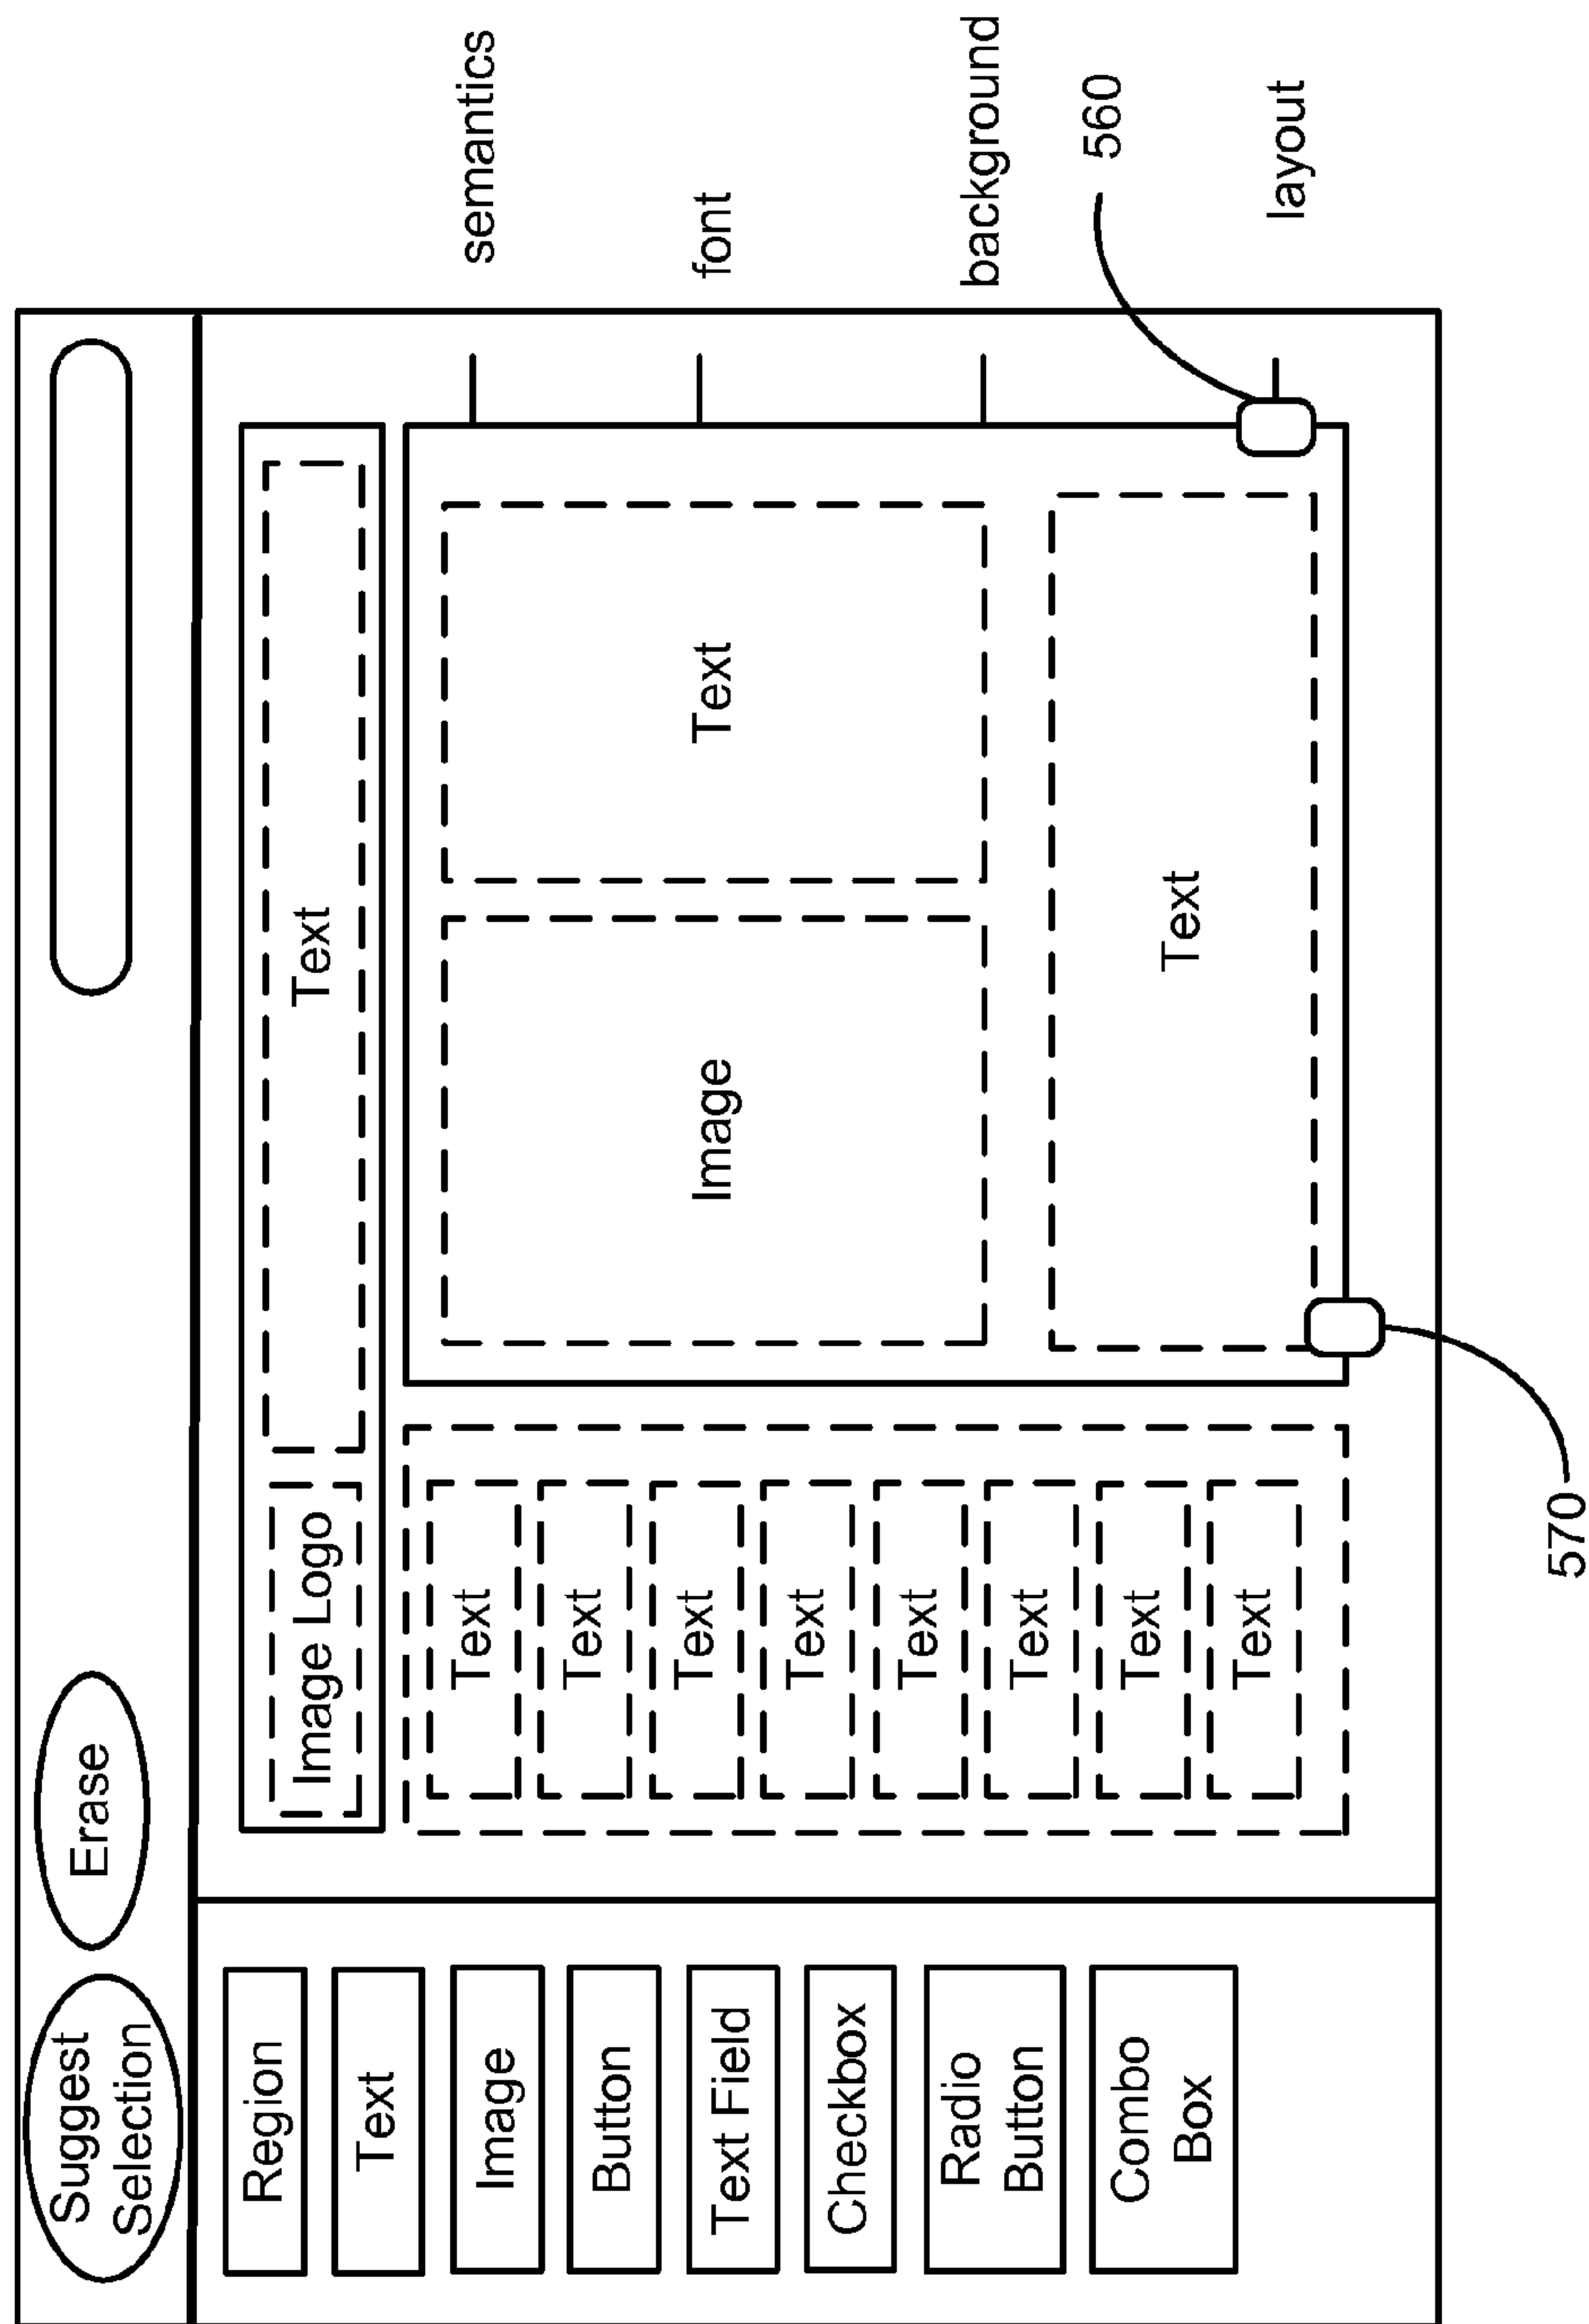 Suggest
Selection
Erase
Region
Text
Image
Button
Text Field
Checkbox
Radio
Button
Combo
Box
Image Logo
Text
Text
Text
Text
Text
Text
Text
Text
Text
Image
Text
Text
semantics
font
background
560
layout
570